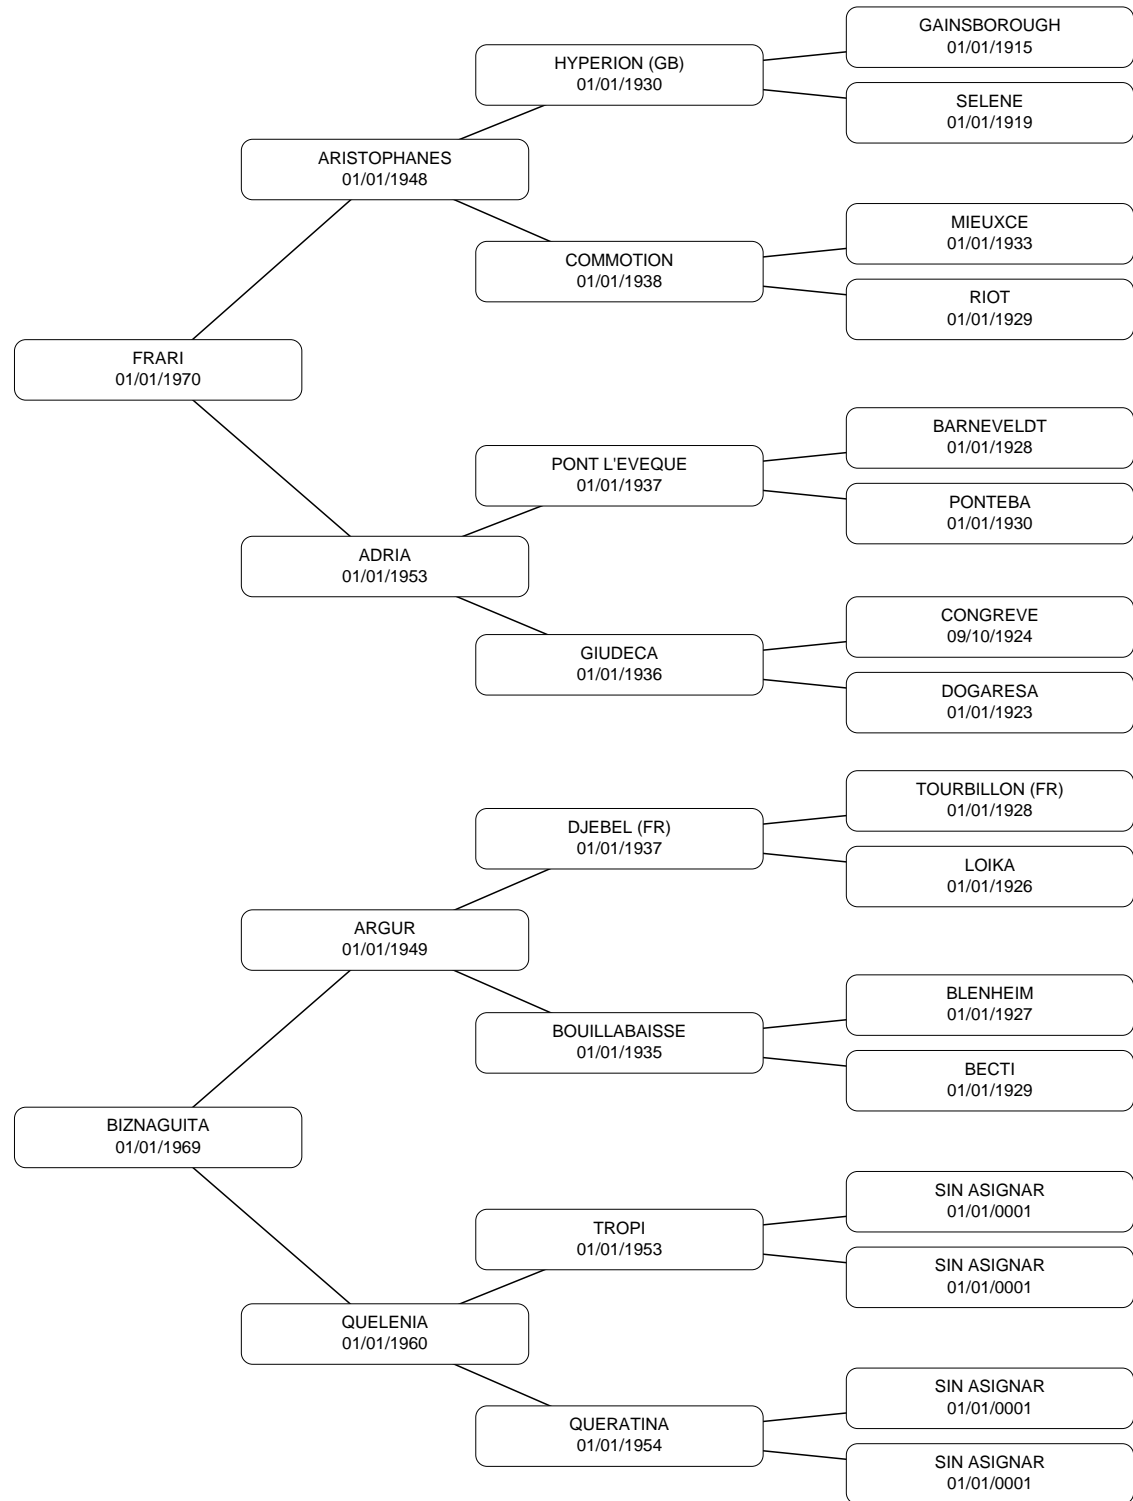 GAINSBOROUGH
01/01/1915
HYPERION (GB)
01/01/1930
SELENE
01/01/1919
ARISTOPHANES
01/01/1948
MIEUXCE
01/01/1933
COMMOTION
01/01/1938
RIOT
01/01/1929
FRARI
01/01/1970
BARNEVELDT
01/01/1928
PONT L'EVEQUE
01/01/1937
PONTEBA
01/01/1930
ADRIA
01/01/1953
CONGREVE
09/10/1924
GIUDECA
01/01/1936
DOGARESA
01/01/1923
TOURBILLON (FR)
01/01/1928
DJEBEL (FR)
01/01/1937
LOIKA
01/01/1926
ARGUR
01/01/1949
BLENHEIM
01/01/1927
BOUILLABAISSE
01/01/1935
BECTI
01/01/1929
BIZNAGUITA
01/01/1969
SIN ASIGNAR
01/01/0001
TROPI
01/01/1953
SIN ASIGNAR
01/01/0001
QUELENIA
01/01/1960
SIN ASIGNAR
01/01/0001
QUERATINA
01/01/1954
SIN ASIGNAR
01/01/0001